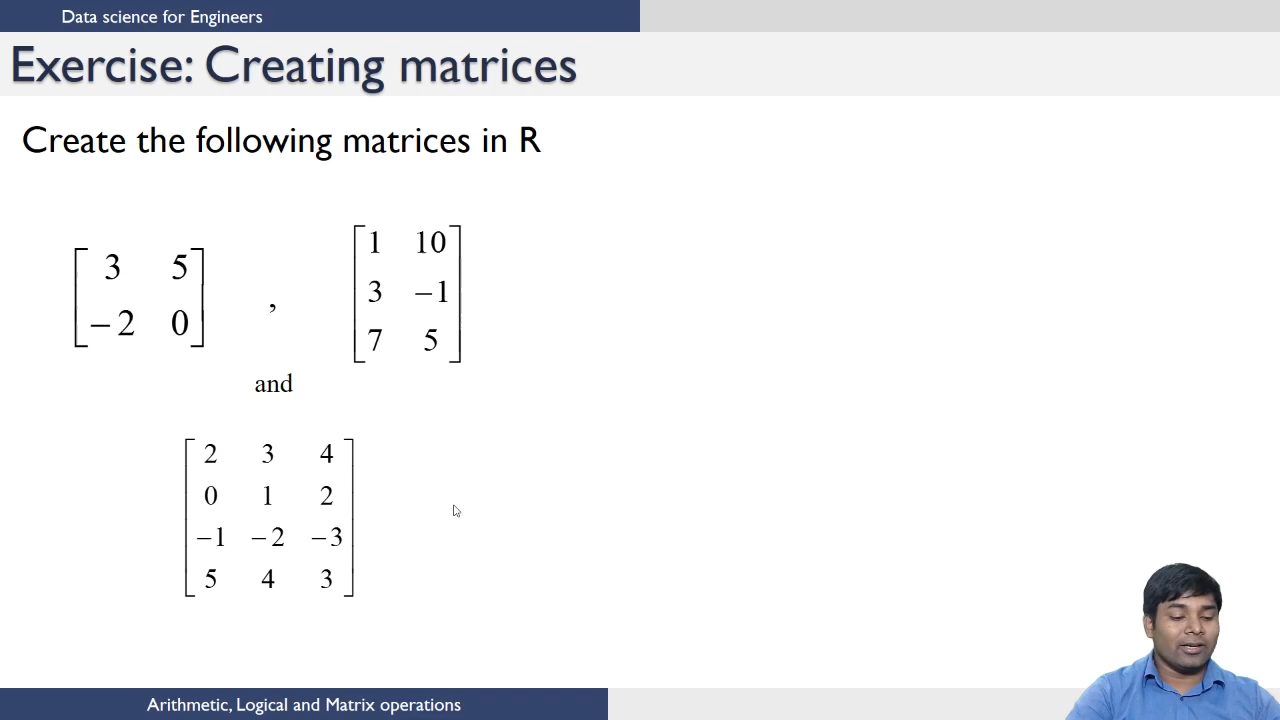 Data science for Engineers
Exercise: Creating matrices
Create the following matrices in R
3 5
−2 0
,
1 10
3 −1
7 5
and
2 3 4
0 1 2
−1 −2 −3
5 4 3
Arithmetic, Logical and Matrix operations